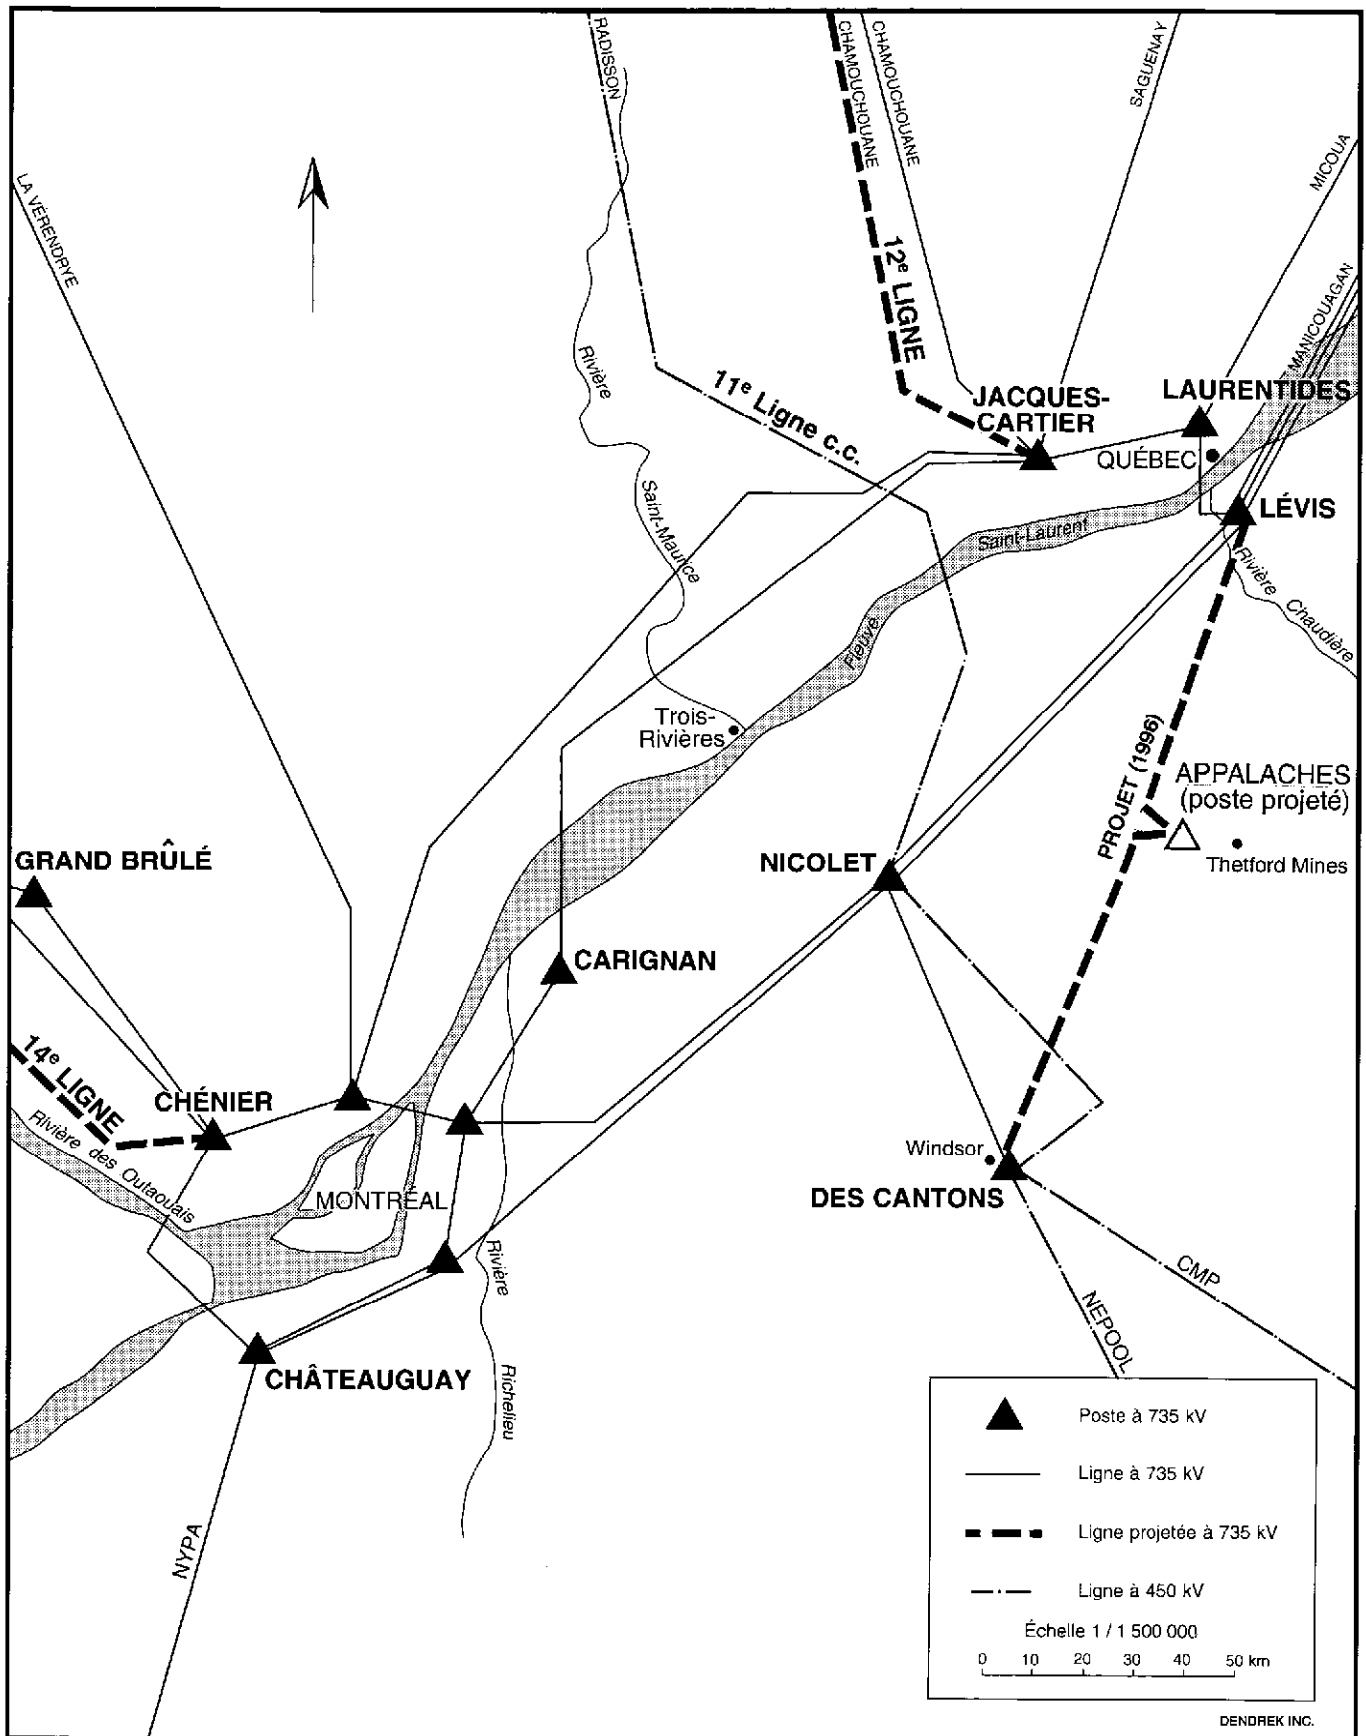 RADISSON
CHAMOUCHOUANE
CHAMOUCHOUANE
SAGUENAY
MICOUA
LA VÉRENDRYE
MANICOUAGAN
12e LIGNE
Rivière
11e Ligne c.c.
JACQUES-
CARTIER
LAURENTIDES
QUÉBEC
LÉVIS
Saint-Maurice
Saint-Laurent
Rivière
Chaudière
Fleuve
Trois-
Rivières
PROJET (1996)
APPALACHES
(poste projeté)
Thetford Mines
GRAND BRÛLÉ
NICOLET
CARIGNAN
14e LIGNE
CHÉNIER
Rivière des Outaouais
Windsor
DES CANTONS
MONTRÉAL
Rivière
Richelieu
CMP
NEPOOL
CHÂTEAUGUAY
NYPA
Poste à 735 kV
Ligne à 735 kV
Ligne projetée à 735 kV
Ligne à 450 kV
Échelle 1 / 1 500 000
0 10 20 30 40 50 km
DENDREK INC.